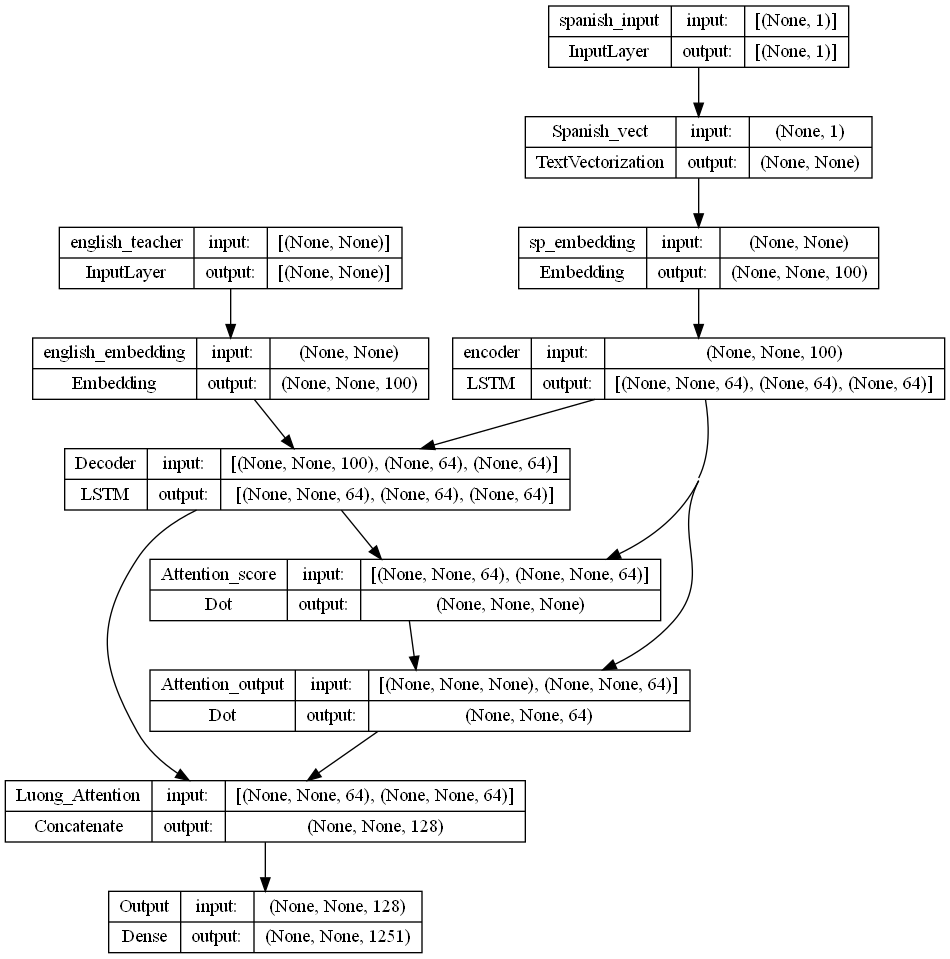 spanish_input input: [(None, 1)]
InputLayer output: [(None, 1)]
Spanish_vect input: (None, 1)
TextVectorization output: (None, None)
english_teacher input: [(None, None)]
InputLayer output: [(None, None)]
sp_embedding input: (None, None)
Embedding output: (None, None, 100)
english_embedding input: (None, None)
Embedding output: (None, None, 100)
encoder input: (None, None, 100)
LSTM output: [(None, None, 64), (None, 64), (None, 64)]
Decoder input: [(None, None, 100), (None, 64), (None, 64)]
LSTM output: [(None, None, 64), (None, 64), (None, 64)]
Attention_score input: [(None, None, 64), (None, None, 64)]
Dot output: (None, None, None)
Attention_output input: [(None, None, None), (None, None, 64)]
Dot output: (None, None, 64)
Luong_Attention input: [(None, None, 64), (None, None, 64)]
Concatenate output: (None, None, 128)
Output input: (None, None, 128)
Dense output: (None, None, 1251)